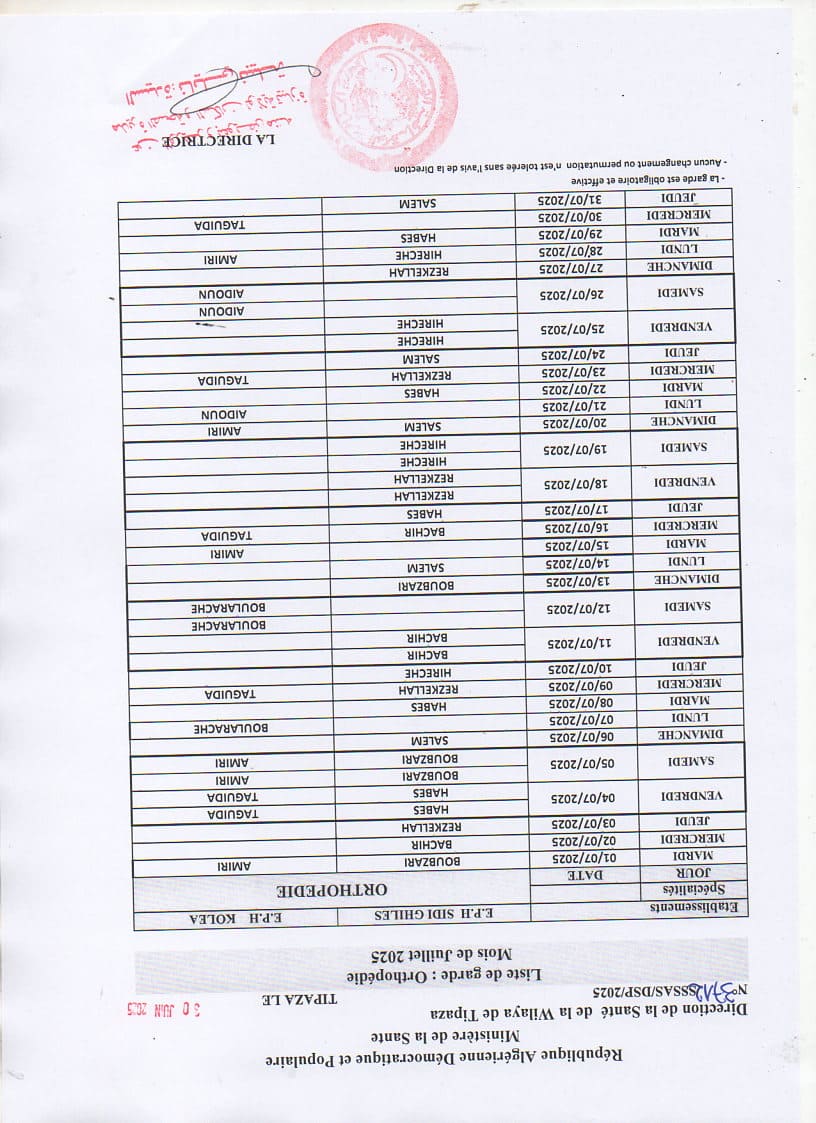 République Algérienne Démocratique et Populaire
Ministère de la Sante
Direction de la Santé de la Wilaya de Tipaza
N°3712SSSAS/DSP/2025
TIPAZA LE 30 JUIN 2025
Liste de garde : Orthopédie
Mois de Juillet 2025
Etablissements E.P.H SIDI GHILES E.P.H KOLEA
Spécialités ORTHOPEDIE
JOUR DATE
MARDI 01/07/2025 BOUBZARI AMIRI
MERCREDI 02/07/2025 BACHIR
JEUDI 03/07/2025 REZKELLAH
VENDREDI 04/07/2025 HABES TAGUIDA
HABES TAGUIDA
SAMEDI 05/07/2025 BOUBZARI AMIRI
BOUBZARI AMIRI
DIMANCHE 06/07/2025 SALEM
LUNDI 07/07/2025 BOULARACHE
MARDI 08/07/2025 HABES
MERCREDI 09/07/2025 REZKELLAH TAGUIDA
JEUDI 10/07/2025 HIRECHE
VENDREDI 11/07/2025 BACHIR
BACHIR
SAMEDI 12/07/2025 BOULARACHE
BOULARACHE
DIMANCHE 13/07/2025 BOUBZARI
LUNDI 14/07/2025 SALEM
MARDI 15/07/2025 AMIRI
MERCREDI 16/07/2025 BACHIR TAGUIDA
JEUDI 17/07/2025 HABES
VENDREDI 18/07/2025 REZKELLAH
REZKELLAH
SAMEDI 19/07/2025 HIRECHE
HIRECHE
DIMANCHE 20/07/2025 SALEM AMIRI
LUNDI 21/07/2025 AIDOUN
MARDI 22/07/2025 HABES
MERCREDI 23/07/2025 REZKELLAH TAGUIDA
JEUDI 24/07/2025 SALEM
VENDREDI 25/07/2025 HIRECHE
HIRECHE
SAMEDI 26/07/2025 AIDOUN
AIDOUN
DIMANCHE 27/07/2025 REZKELLAH
LUNDI 28/07/2025 HIRECHE AMIRI
MARDI 29/07/2025 HABES
MERCREDI 30/07/2025 TAGUIDA
JEUDI 31/07/2025 SALEM
- La garde est obligatoire et effctive
- Aucun changement ou permutation n'est tolerée sans l'avis de la Direction
LA DIRECTRICE
عن الوزير و بتفويض منه
مديرة الصحة و السكان لولاية تيبازة
السيدة: نايلي نبيلة